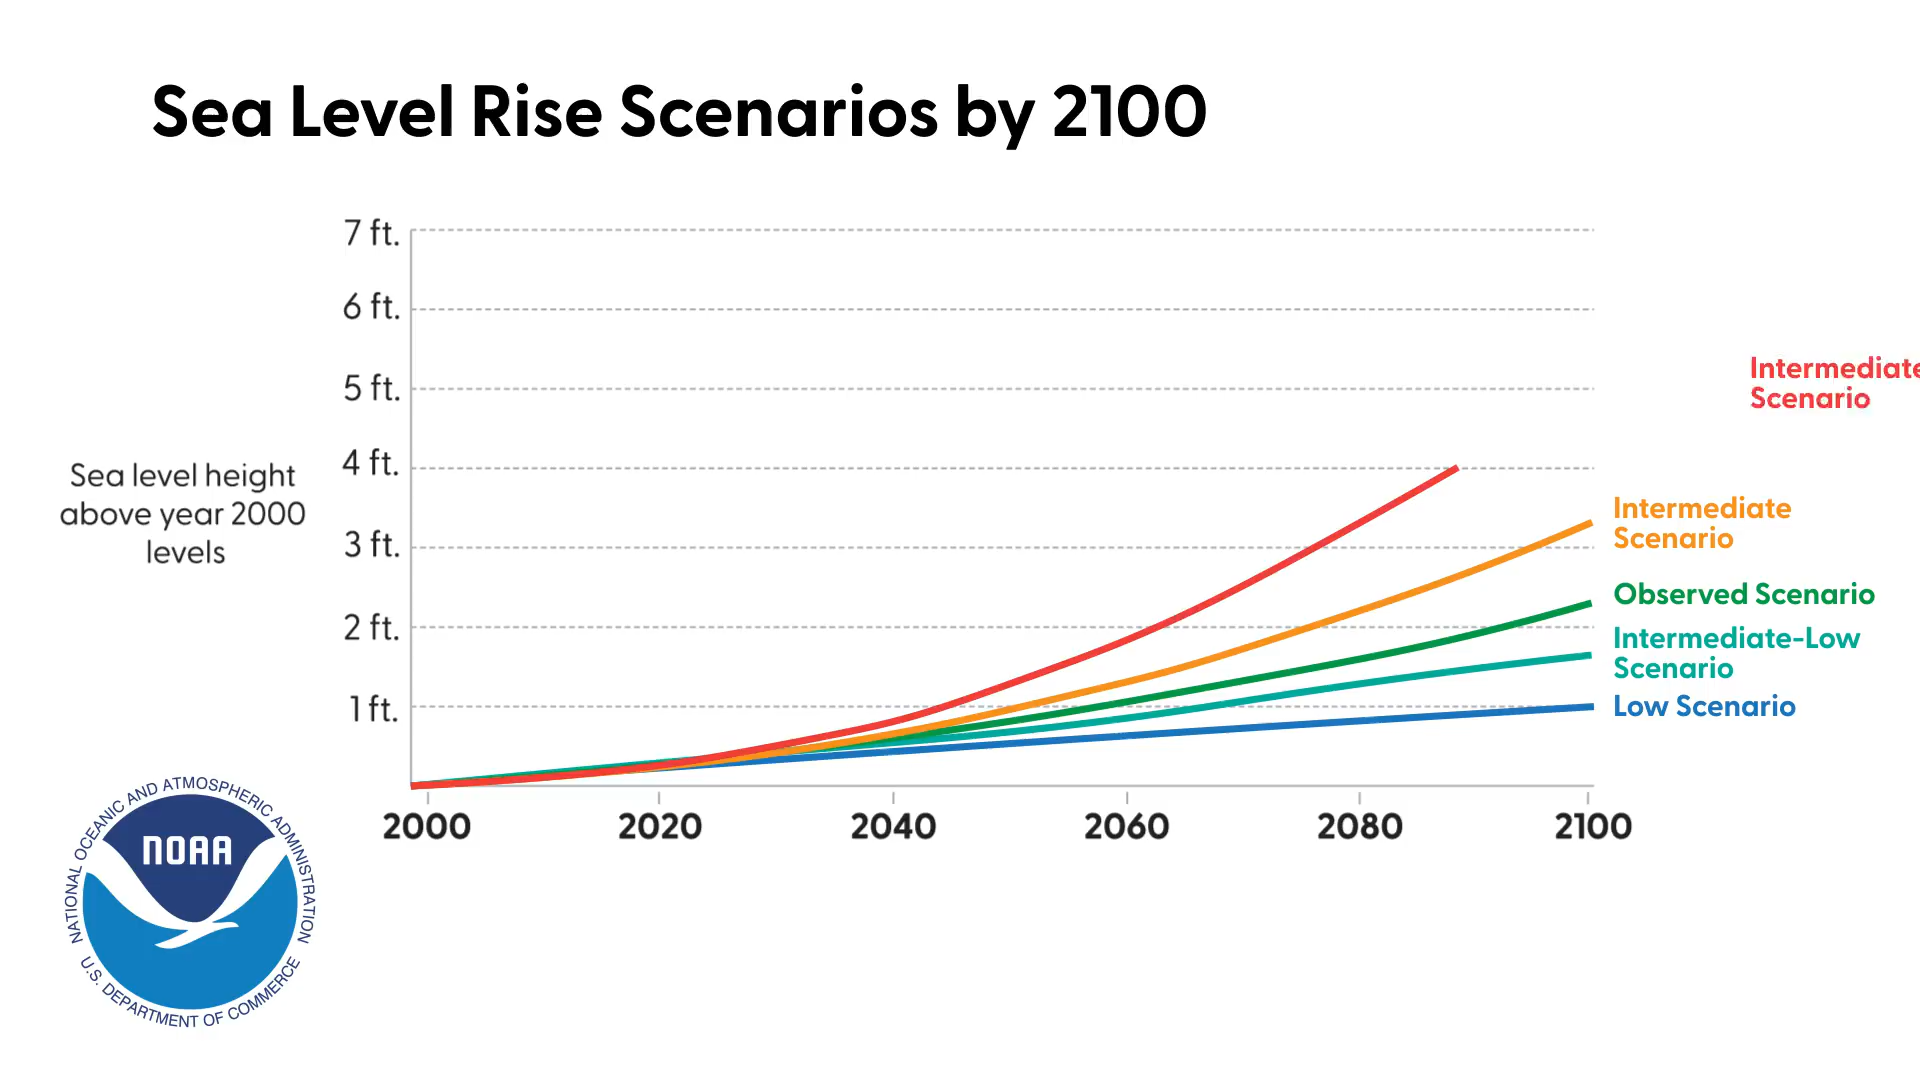 Sea Level Rise Scenarios by 2100
7 ft.
6 ft.
5 ft.
4 ft.
3 ft.
2 ft.
1 ft.
Sea level height
above year 2000
levels
2000
2020
2040
2060
2080
2100
Intermediate
Scenario
Intermediate
Scenario
Observed Scenario
Intermediate-Low
Scenario
Low Scenario
NATIONAL OCEANIC AND ATMOSPHERIC ADMINISTRATION
NOAA
U.S. DEPARTMENT OF COMMERCE